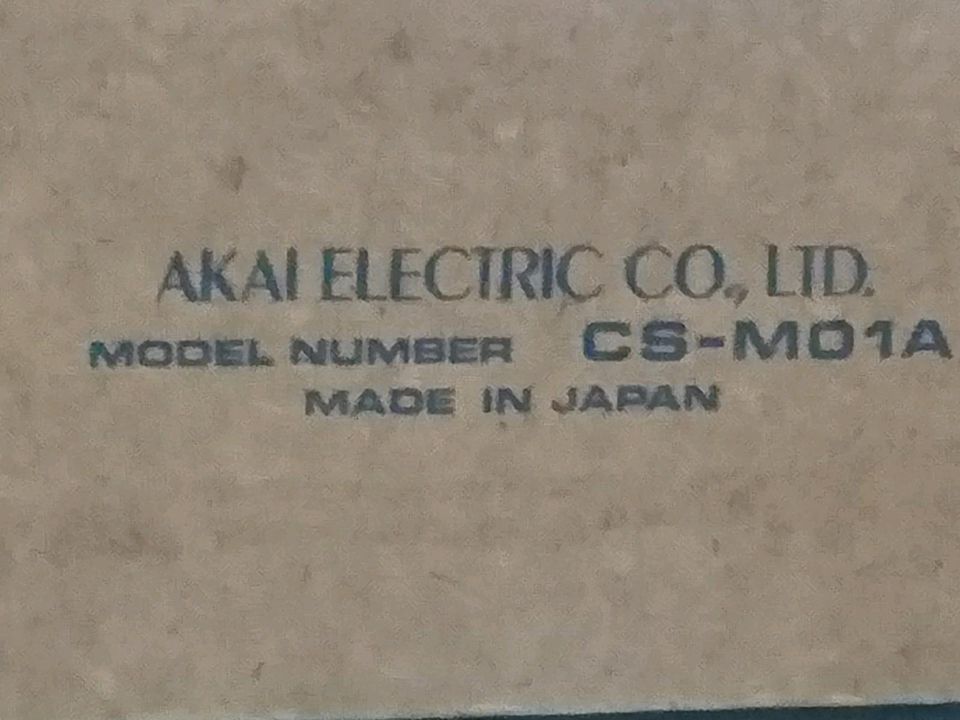 AKAI ELECTRIC CO., LTD.
MODEL NUMBER CS-M01A
MADE IN JAPAN